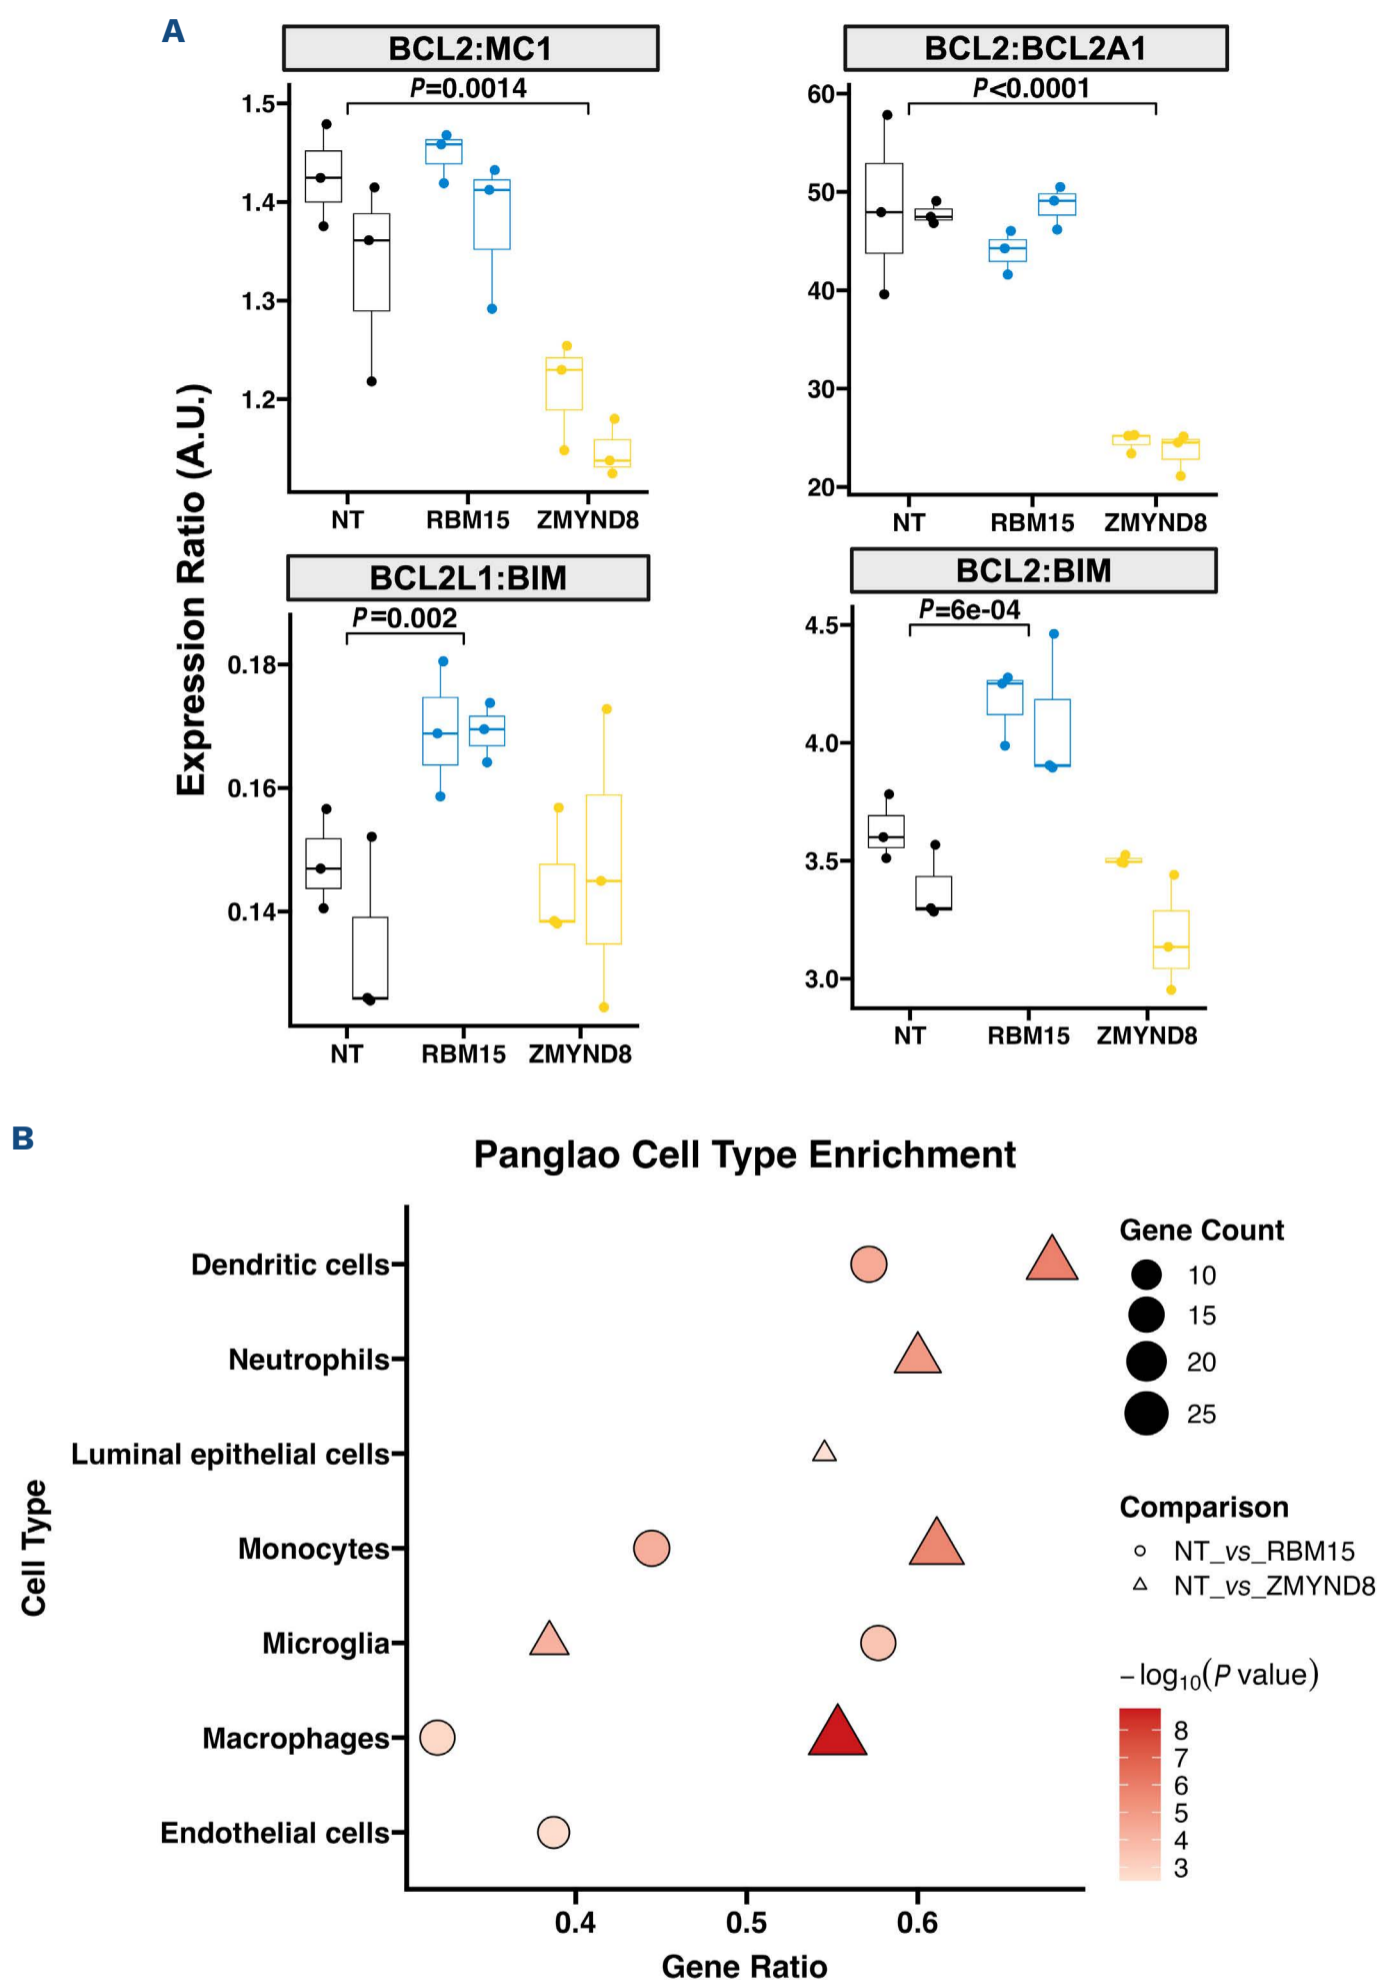 A
BCL2:MC1
P=0.0014
1.5
1.4
1.3
1.2
NT RBM15 ZMYND8
BCL2:BCL2A1
P<0.0001
60
50
40
30
20
NT RBM15 ZMYND8
Expression Ratio (A.U.)
BCL2L1:BIM
P=0.002
0.18
0.16
0.14
NT RBM15 ZMYND8
BCL2:BIM
P=6e-04
4.5
4.0
3.5
3.0
NT RBM15 ZMYND8
B
Panglao Cell Type Enrichment
Cell Type
Dendritic cells
Neutrophils
Luminal epithelial cells
Monocytes
Microglia
Macrophages
Endothelial cells
0.4 0.5 0.6
Gene Ratio
Gene Count
10
15
20
25
Comparison
NT_vs_RBM15
NT_vs_ZMYND8
−log₁₀(P value)
8
7
6
5
4
3